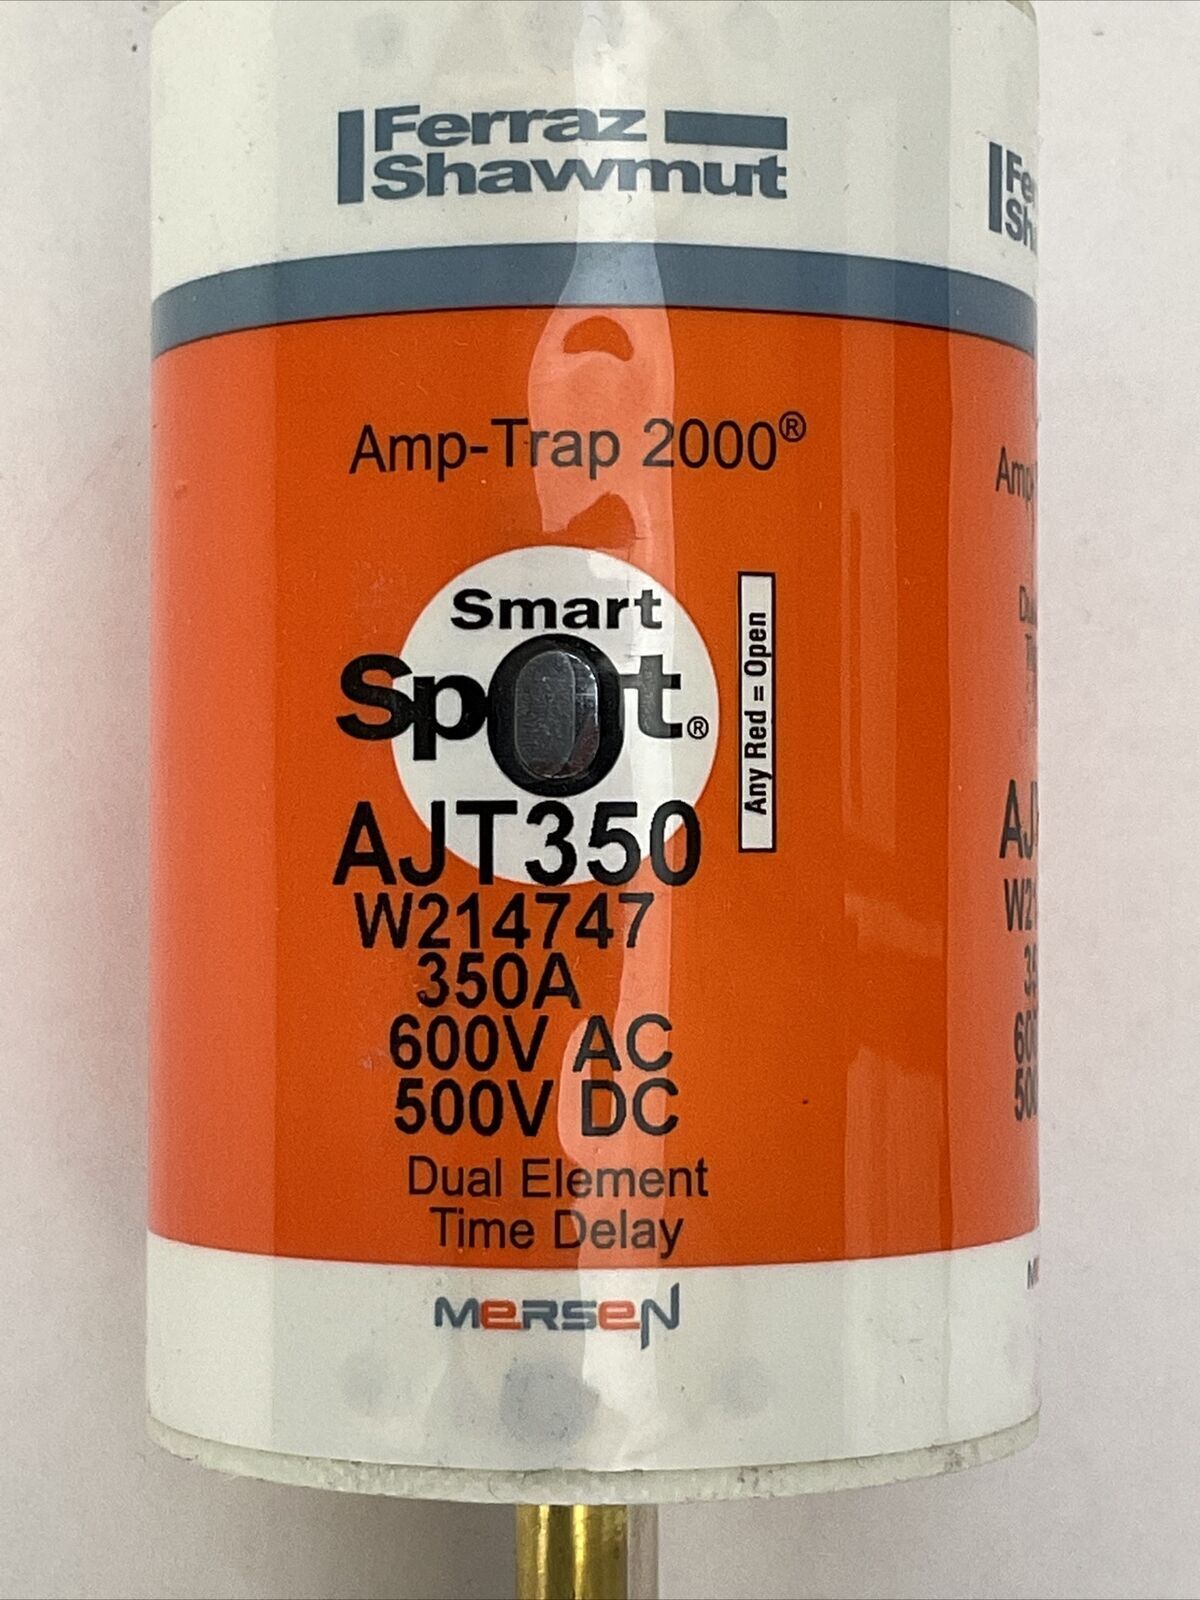 Ferraz
Shawmut
Amp-Trap 2000®
Smart
Spot®
Any Red = Open
AJT350
W214747
350A
600V AC
500V DC
Dual Element
Time Delay
MERSEN